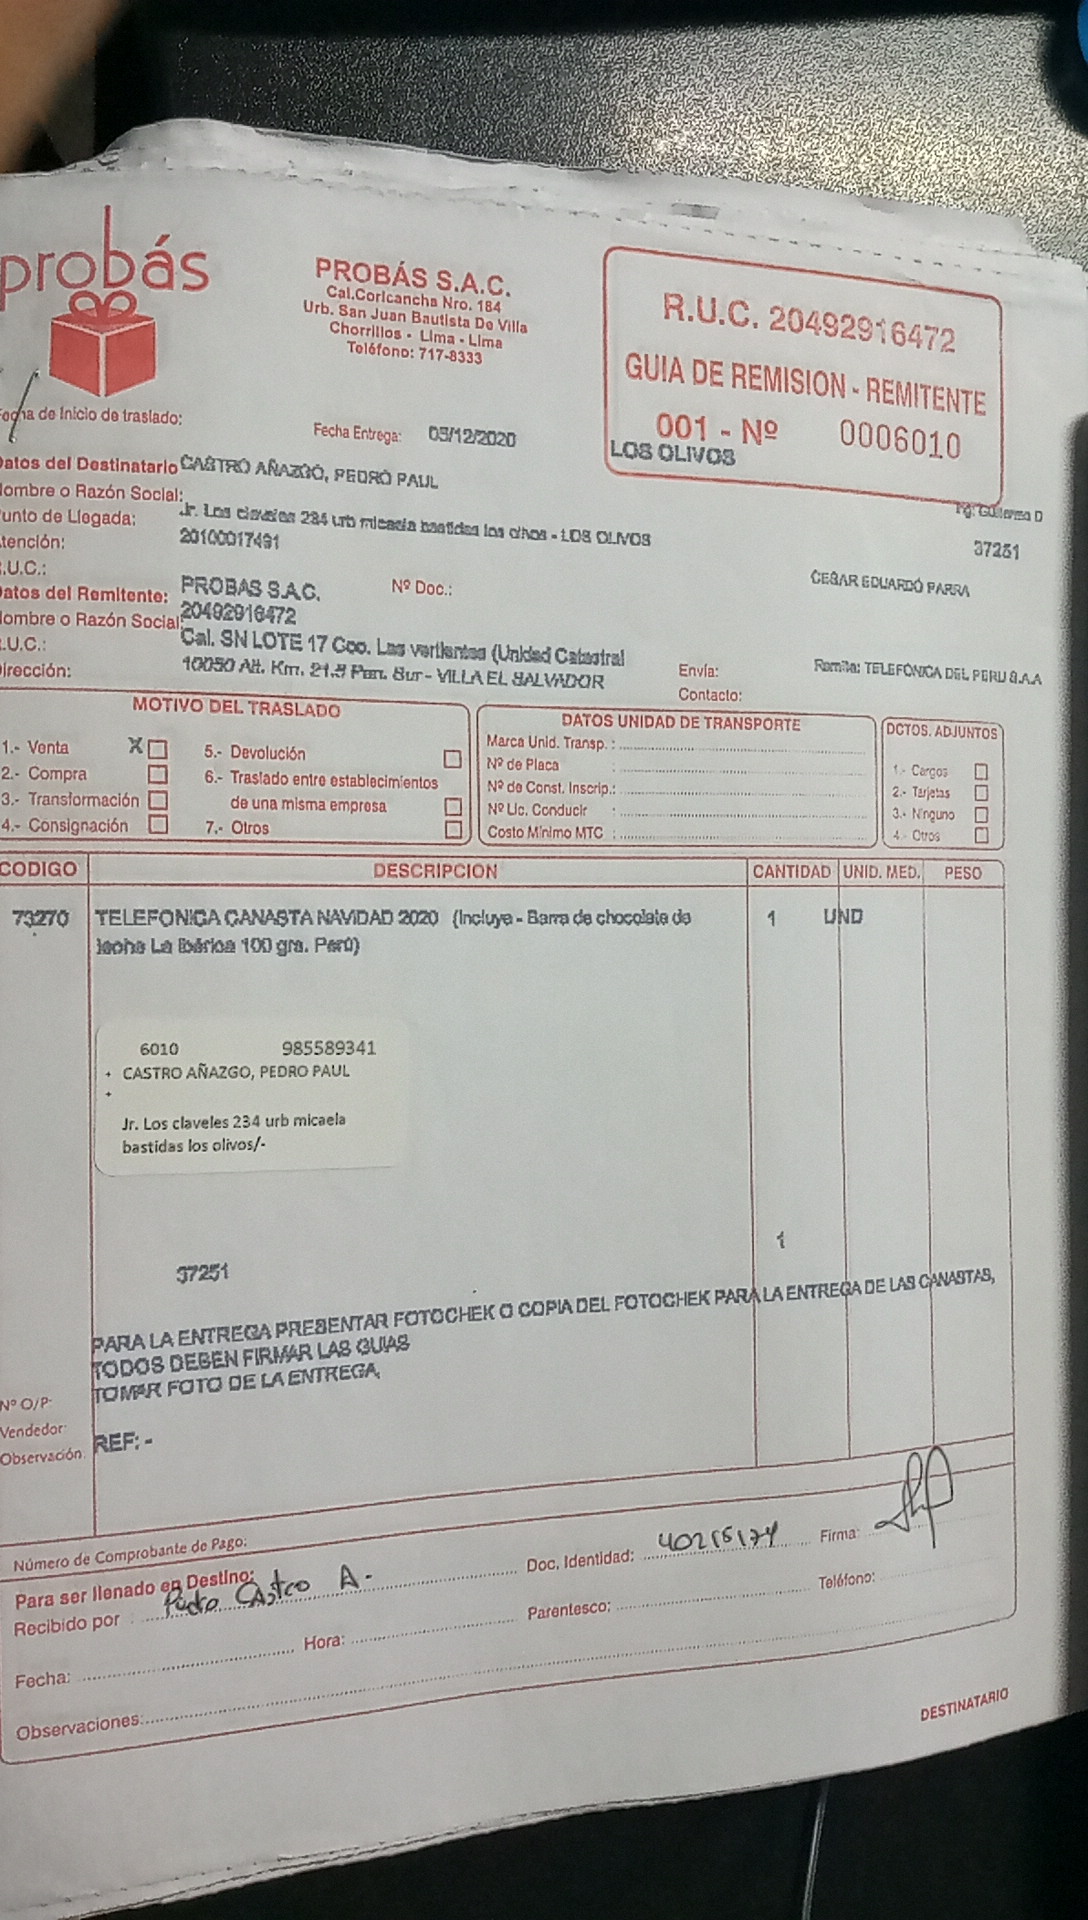 probás
PROBÁS S.A.C.
Cal.Coricancha Nro. 184
Urb. San Juan Bautista De Villa
Chorrillos - Lima - Lima
Teléfono: 717-8333
R.U.C. 20492916472
GUIA DE REMISION - REMITENTE
001 - Nº 0006010
LOS OLIVOS
Fecha de Inicio de traslado:
Fecha Entrega: 03/12/2020
Datos del Destinatario CASTRO AÑAZGO, PEDRO PAUL
Nombre o Razón Social:
Punto de Llegada: Jr. Los claveles 234 urb micaela bastidas los olivos - LOS OLIVOS
Atención: 20100017491
37251
R.U.C.:
CESAR EDUARDO PARRA
Datos del Remitente: PROBAS S.A.C. Nº Doc.:
Nombre o Razón Social: 20492916472
R.U.C.: Cal. SN LOTE 17 Coo. Las vertientes (Unidad Catastral
Dirección: 10050 Alt. Km. 21.5 Pan. Sur - VILLA EL SALVADOR
Envía: Remite: TELEFONICA DEL PERU S.A.A
Contacto:
MOTIVO DEL TRASLADO
1.- Venta X
2.- Compra
3.- Transformación
4.- Consignación
5.- Devolución
6.- Traslado entre establecimientos
de una misma empresa
7.- Otros
DATOS UNIDAD DE TRANSPORTE
Marca Unid. Transp. :
Nº de Placa :
Nº de Const. Inscrip.:
Nº Lic. Conducir :
Costo Mínimo MTC :
DCTOS. ADJUNTOS
1.- Cargos
2.- Tarjetas
3.- Ninguno
4.- Otros
CODIGO DESCRIPCION CANTIDAD UNID. MED. PESO
73270 TELEFONICA CANASTA NAVIDAD 2020 (Incluye - Barra de chocolate de 1 UND
leche La Ibérica 100 grs. Perú)
6010 985589341
+ CASTRO AÑAZGO, PEDRO PAUL
+
Jr. Los claveles 234 urb micaela
bastidas los olivos/-
1
37251
PARA LA ENTREGA PRESENTAR FOTOCHEK O COPIA DEL FOTOCHEK PARA LA ENTREGA DE LAS CANASTAS,
TODOS DEBEN FIRMAR LAS GUIAS
TOMAR FOTO DE LA ENTREGA,
Nº O/P:
Vendedor:
Observación: REF: -
Número de Comprobante de Pago:
Para ser llenado en Destino:
Recibido por : Pedro Castro A. Doc. Identidad: 40215174 Firma:
Fecha: Hora: Parentesco: Teléfono:
Observaciones:
DESTINATARIO